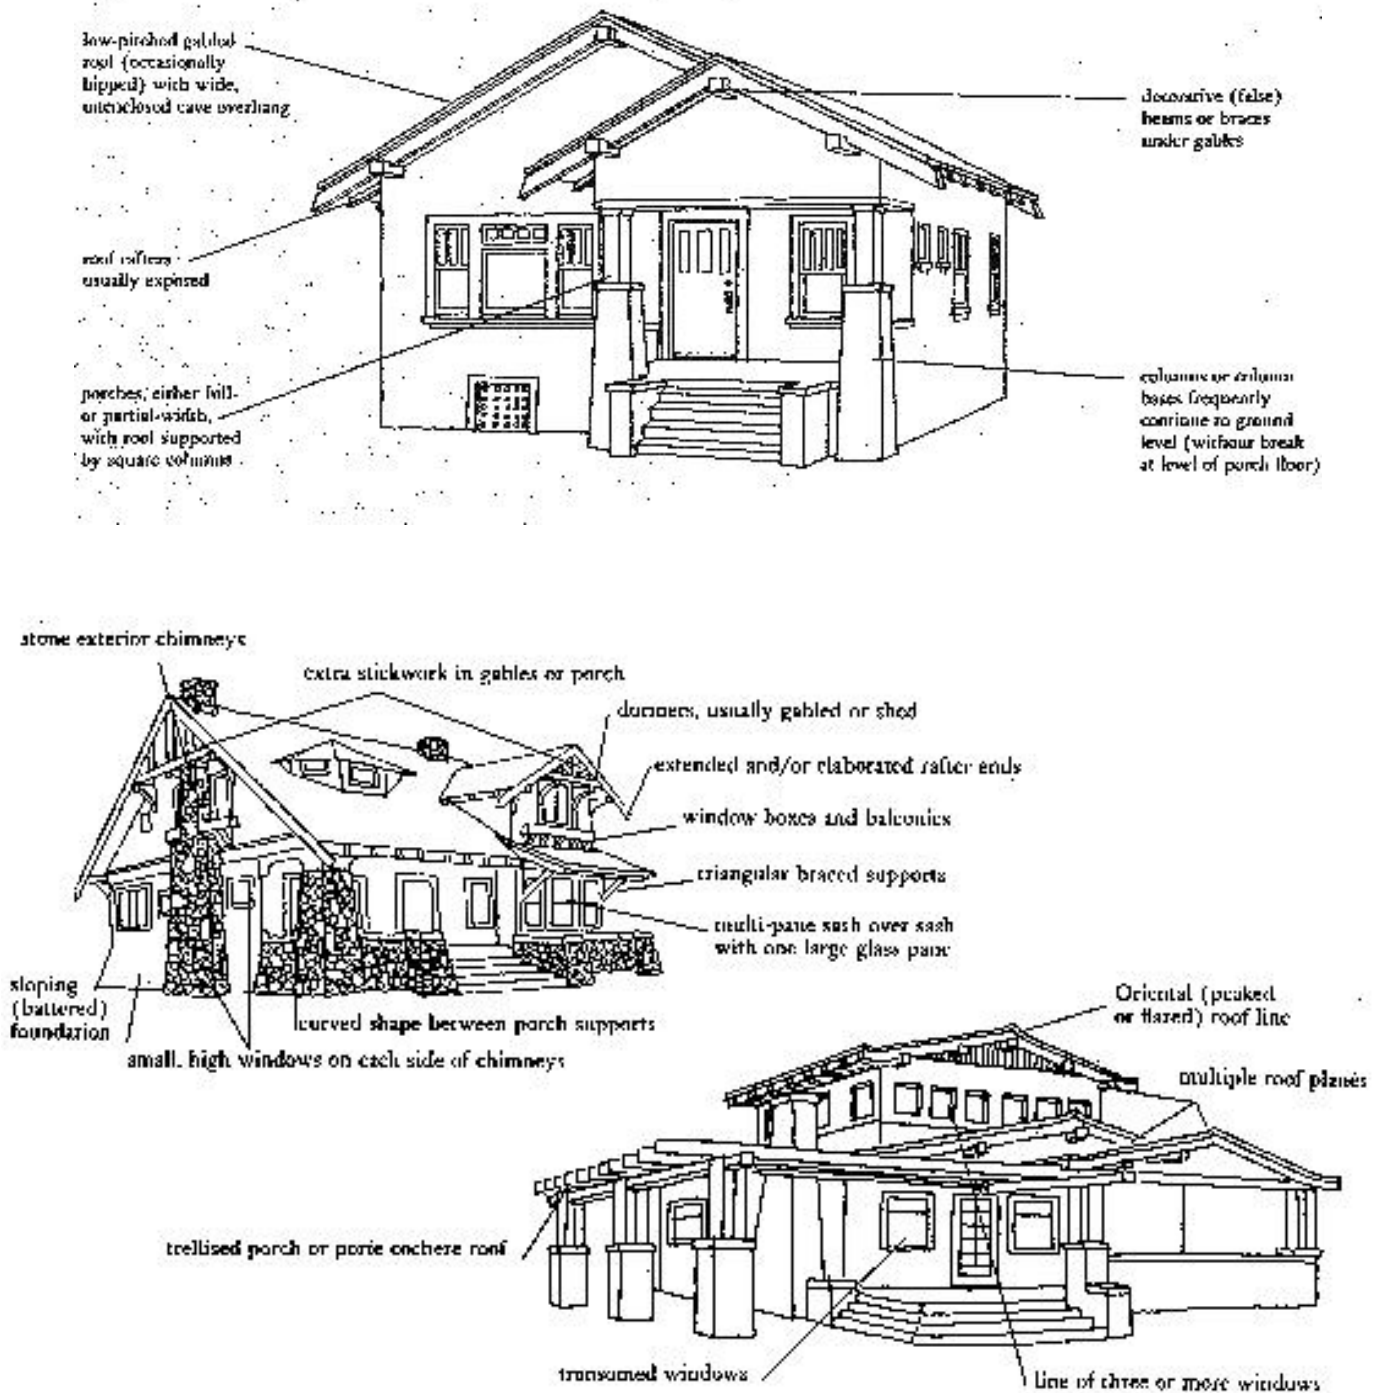 low-pitched gabled
roof (occasionally
hipped) with wide,
unenclosed eave overhang
decorative (false)
beams or braces
under gables
roof rafters
usually exposed
porches, either full-
or partial-width,
with roof supported
by square columns
columns or column
bases frequently
continue to ground
level (without break
at level of porch floor)
stone exterior chimneys
extra stickwork in gables or porch
dormers, usually gabled or shed
extended and/or elaborated rafter ends
window boxes and balconies
triangular braced supports
multi-pane sash over sash
with one large glass pane
sloping
(battered)
foundation
curved shape between porch supports
small, high windows on each side of chimneys
Oriental (peaked
or flared) roof line
multiple roof planes
trellised porch or porte cochere roof
transomed windows
line of three or more windows